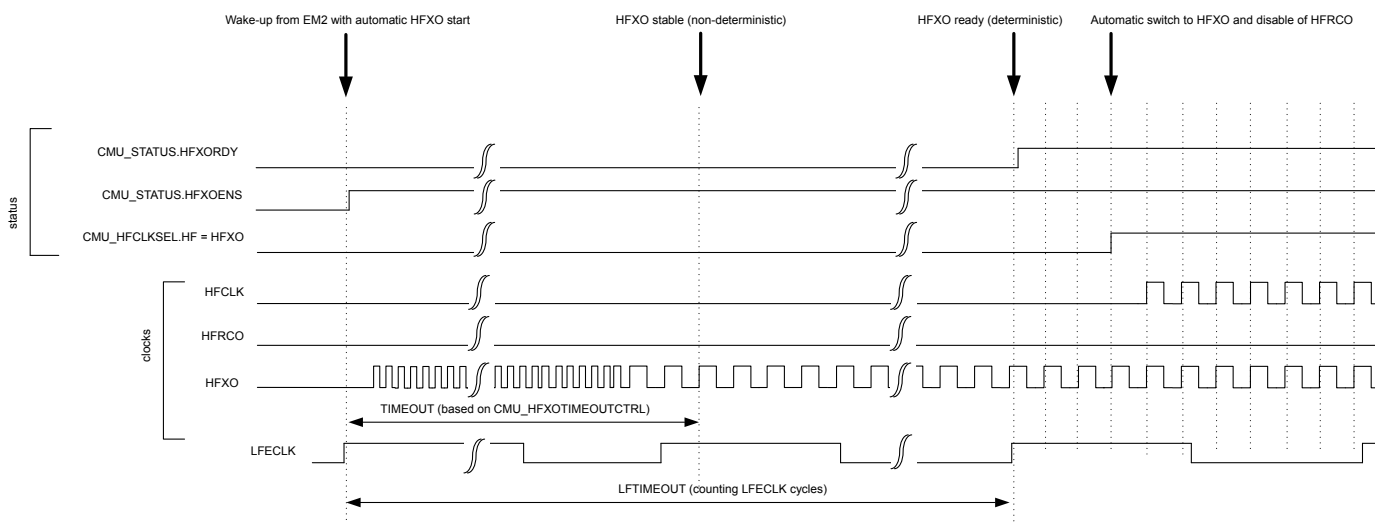 Wake-up from EM2 with automatic HFXO start
HFXO stable (non-deterministic)
HFXO ready (deterministic)
Automatic switch to HFXO and disable of HFRCO
status
CMU_STATUS.HFXORDY
CMU_STATUS.HFXOENS
CMU_HFCLKSEL.HF = HFXO
clocks
HFCLK
HFRCO
HFXO
TIMEOUT (based on CMU_HFXOTIMEOUTCTRL)
LFECLK
LFTIMEOUT (counting LFECLK cycles)